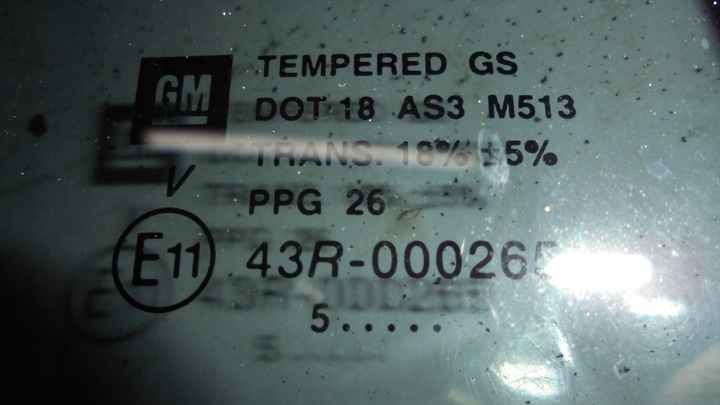 GM
TEMPERED GS
DOT 18 AS3 M513
TRANS. 18% ±5%
V
PPG 26
E11
43R-000265
5.....